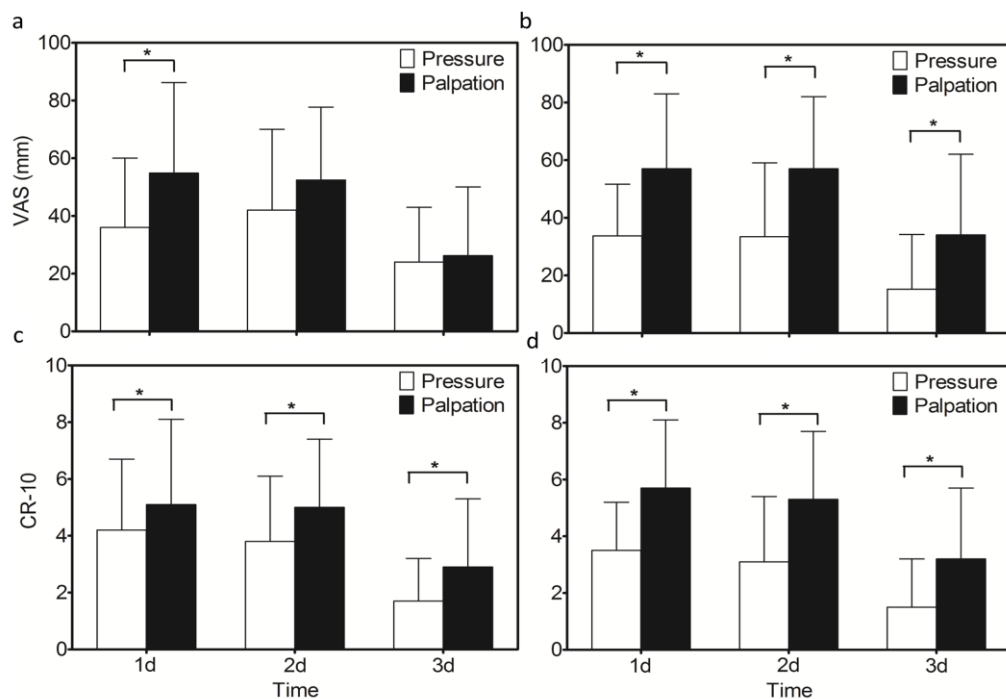 a
100
80
60
40
20
0
VAS (mm)
*
Pressure
Palpation
b
100
80
60
40
20
0
*
*
*
Pressure
Palpation
c
10
8
6
4
2
0
CR-10
*
*
*
Pressure
Palpation
1d 2d 3d
Time
d
10
8
6
4
2
0
*
*
*
Pressure
Palpation
1d 2d 3d
Time